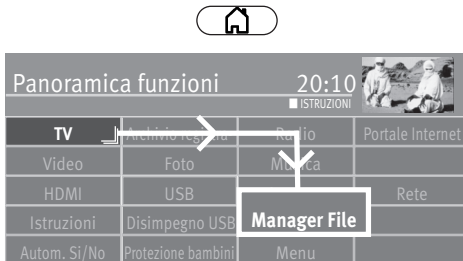 Panoramica funzioni 20:10
ISTRUZIONI
TV Archivio registra Radio Portale Internet
Video Foto Musica
HDMI USB Rete
Istruzioni Disimpegno USB Manager File
Autom. Si/No Protezione bambini Menu